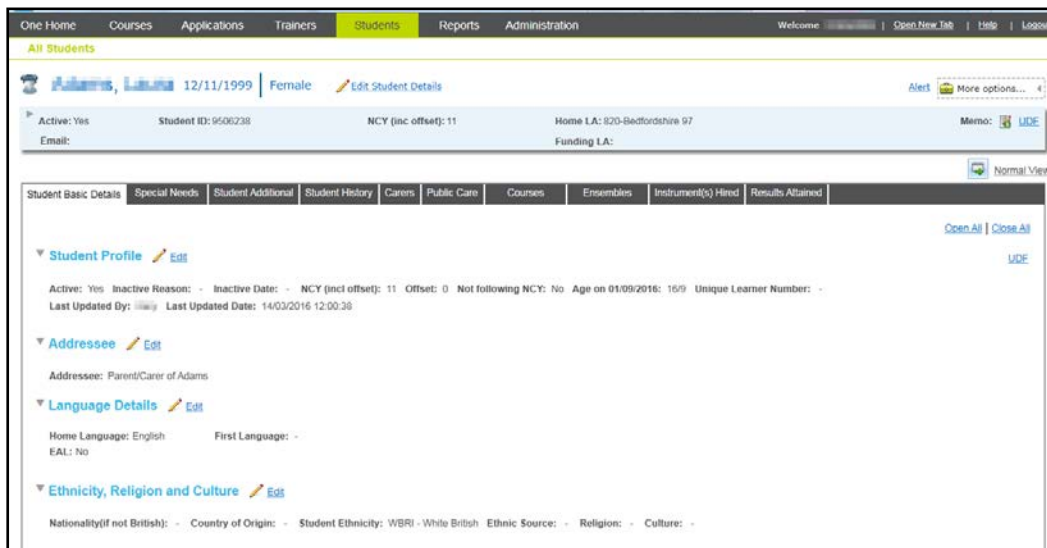 One Home Courses Applications Trainers Students Reports Administration Welcome | Open New Tab | Help | Logou
All Students
12/11/1999 Female Edit Student Details Alert More options...
Active: Yes Student ID: 9506238 NCY (inc offset): 11 Home LA: 820-Bedfordshire 97 Memo: UDF
Email: Funding LA:
Normal View
Student Basic Details Special Needs Student Additional Student History Carers Public Care Courses Ensembles Instrument(s) Hired Results Attained
Open All | Close All
Student Profile Edit UDF
Active: Yes Inactive Reason: - Inactive Date: - NCY (incl offset): 11 Offset: 0 Not following NCY: No Age on 01/09/2016: 16/9 Unique Learner Number: -
Last Updated By: Last Updated Date: 14/03/2016 12:00:38
Addressee Edit
Addressee: Parent/Carer of Adams
Language Details Edit
Home Language: English First Language: -
EAL: No
Ethnicity, Religion and Culture Edit
Nationality(if not British): - Country of Origin: - Student Ethnicity: WBRI - White British Ethnic Source: - Religion: - Culture: -